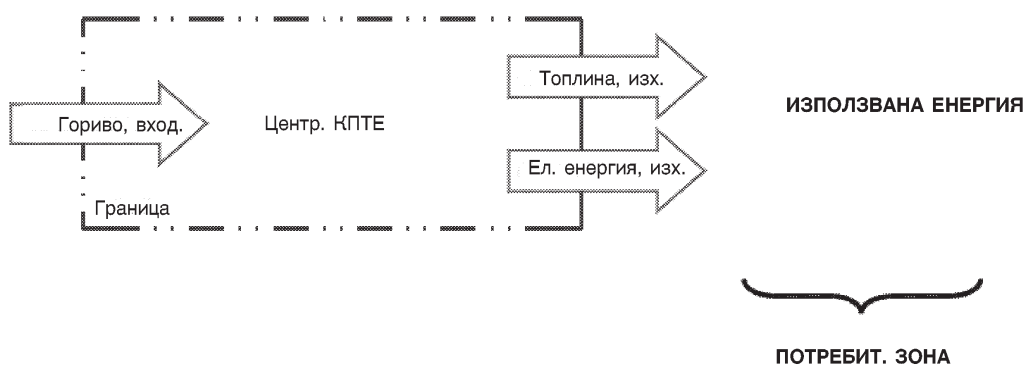 Топлина, изх.
ИЗПОЛЗВАНА ЕНЕРГИЯ
Гориво, вход.
Центр. КПТЕ
Ел. енергия, изх.
Граница
ПОТРЕБИТ. ЗОНА